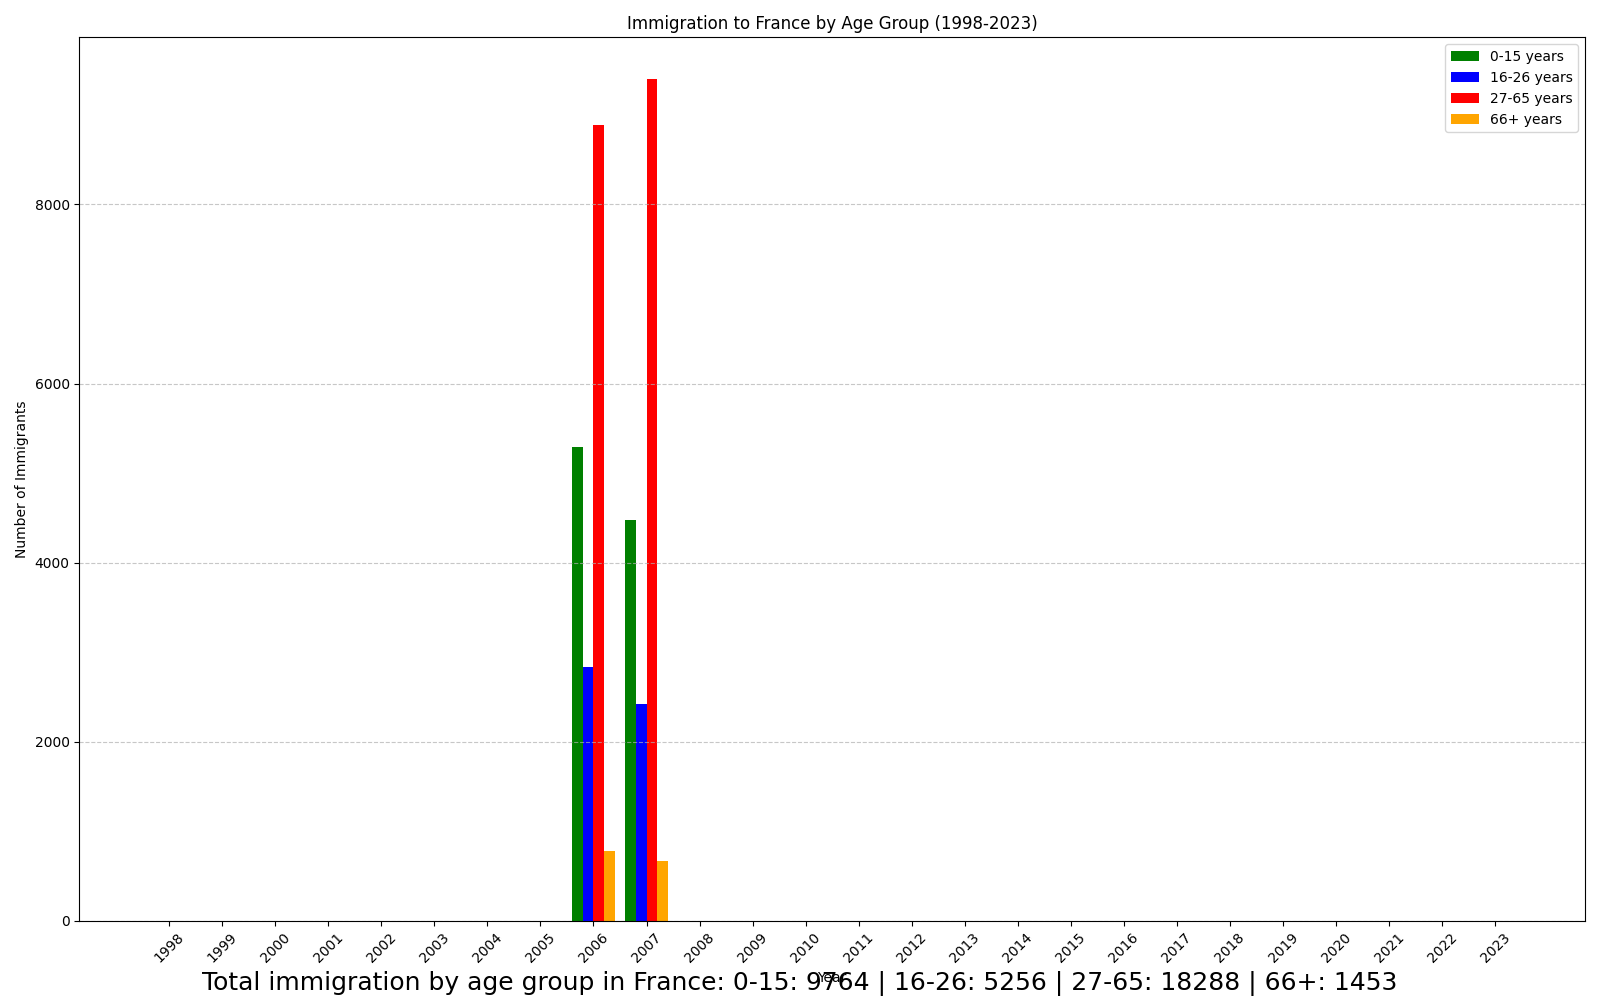 Immigration to France by Age Group (1998-2023)
0-15 years
16-26 years
27-65 years
66+ years
Number of Immigrants
8000
6000
4000
2000
0
1998 1999 2000 2001 2002 2003 2004 2005 2006 2007 2008 2009 2010 2011 2012 2013 2014 2015 2016 2017 2018 2019 2020 2021 2022 2023
Year
Total immigration by age group in France: 0-15: 9764 | 16-26: 5256 | 27-65: 18288 | 66+: 1453